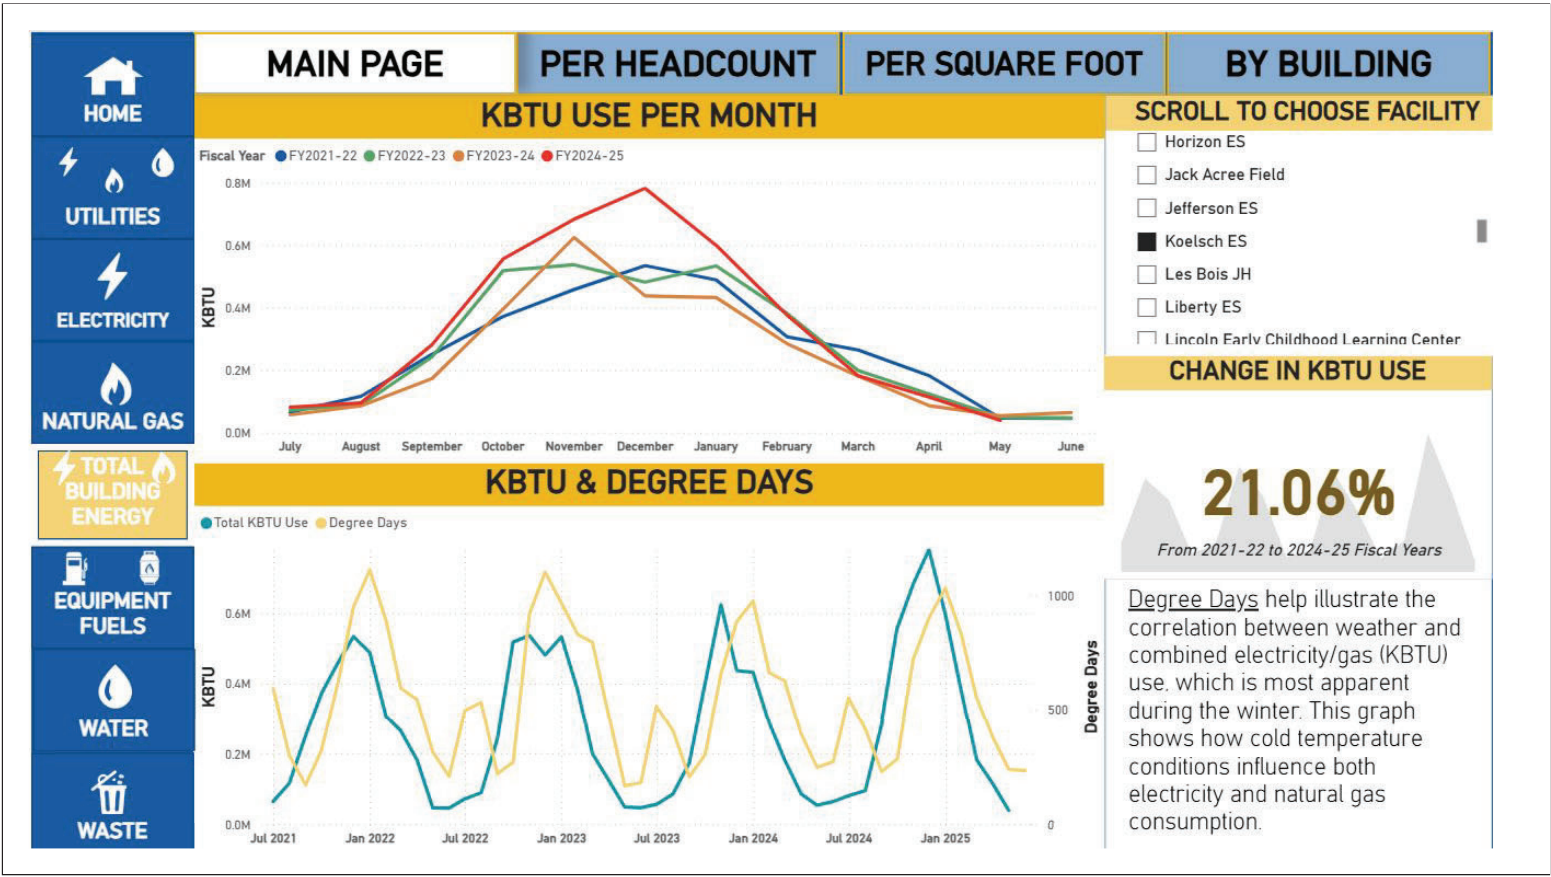 MAIN PAGE
PER HEADCOUNT
PER SQUARE FOOT
BY BUILDING
HOME
UTILITIES
ELECTRICITY
NATURAL GAS
TOTAL
BUILDING
ENERGY
EQUIPMENT
FUELS
WATER
WASTE
KBTU USE PER MONTH
Fiscal Year FY2021-22 FY2022-23 FY2023-24 FY2024-25
KBTU
0.8M
0.6M
0.4M
0.2M
0.0M
July August September October November December January February March April May June
KBTU & DEGREE DAYS
Total KBTU Use Degree Days
KBTU
0.6M
0.4M
0.2M
0.0M
1000
500
0
Degree Days
Jul 2021 Jan 2022 Jul 2022 Jan 2023 Jul 2023 Jan 2024 Jul 2024 Jan 2025
SCROLL TO CHOOSE FACILITY
Horizon ES
Jack Acree Field
Jefferson ES
Koelsch ES
Les Bois JH
Liberty ES
Lincoln Early Childhood Learning Center
CHANGE IN KBTU USE
21.06%
From 2021-22 to 2024-25 Fiscal Years
Degree Days help illustrate the
correlation between weather and
combined electricity/gas (KBTU)
use, which is most apparent
during the winter. This graph
shows how cold temperature
conditions influence both
electricity and natural gas
consumption.